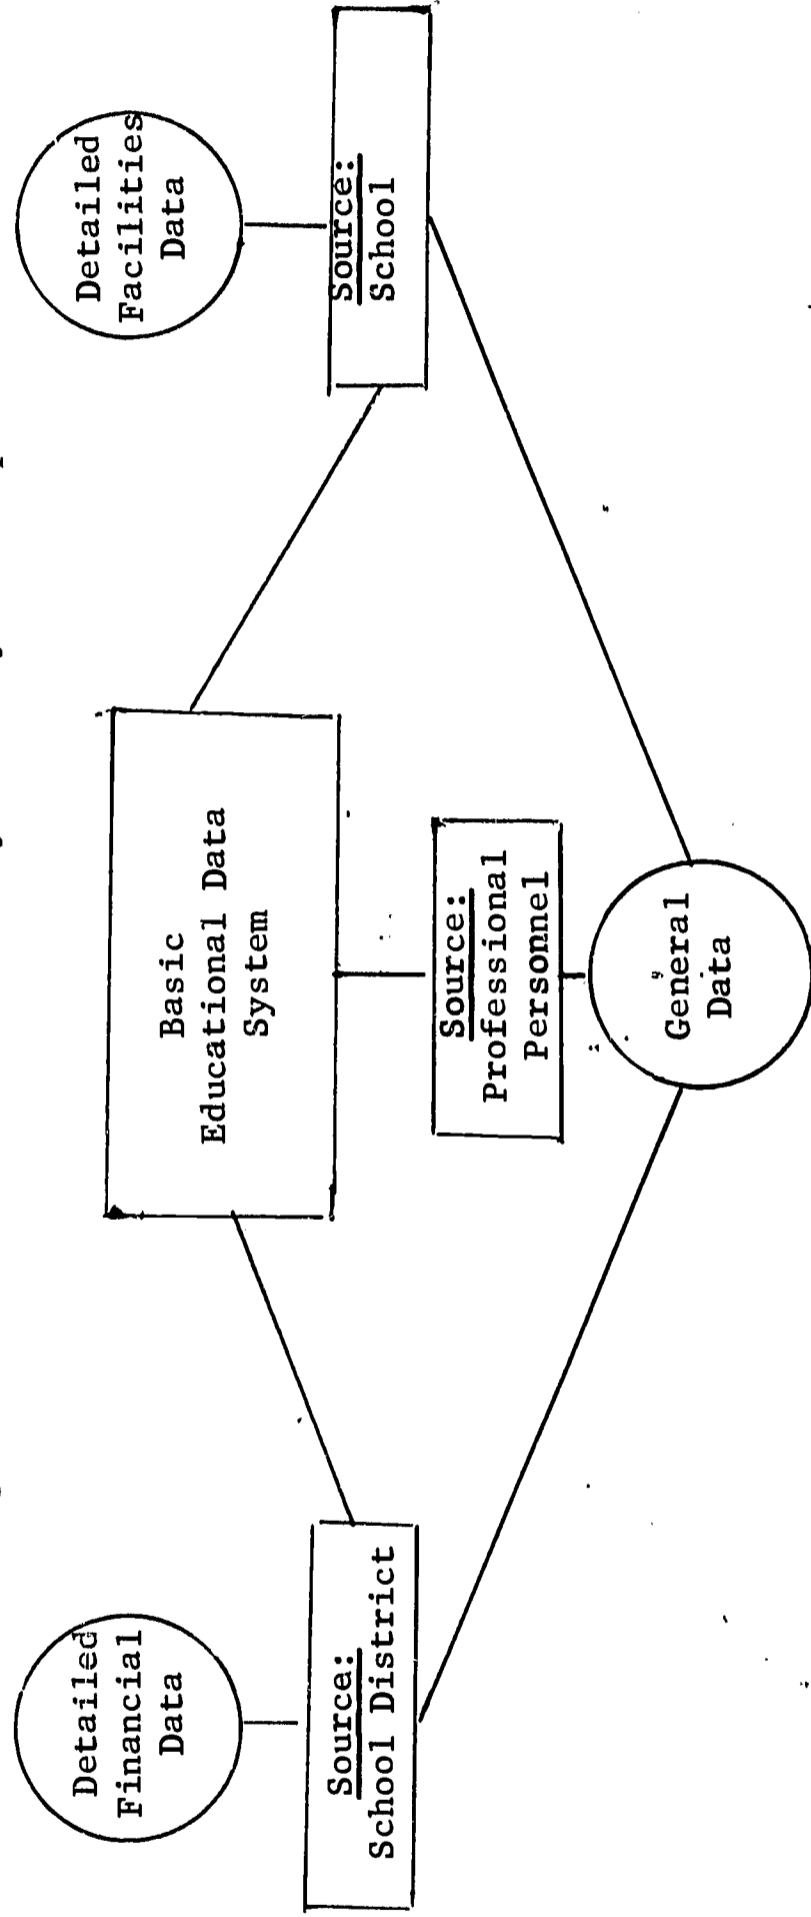 Detailed
Financial
Data
Source:
School District
Basic
Educational Data
System
Source:
Professional
Personnel
General
Data
Detailed
Facilities
Data
Source:
School